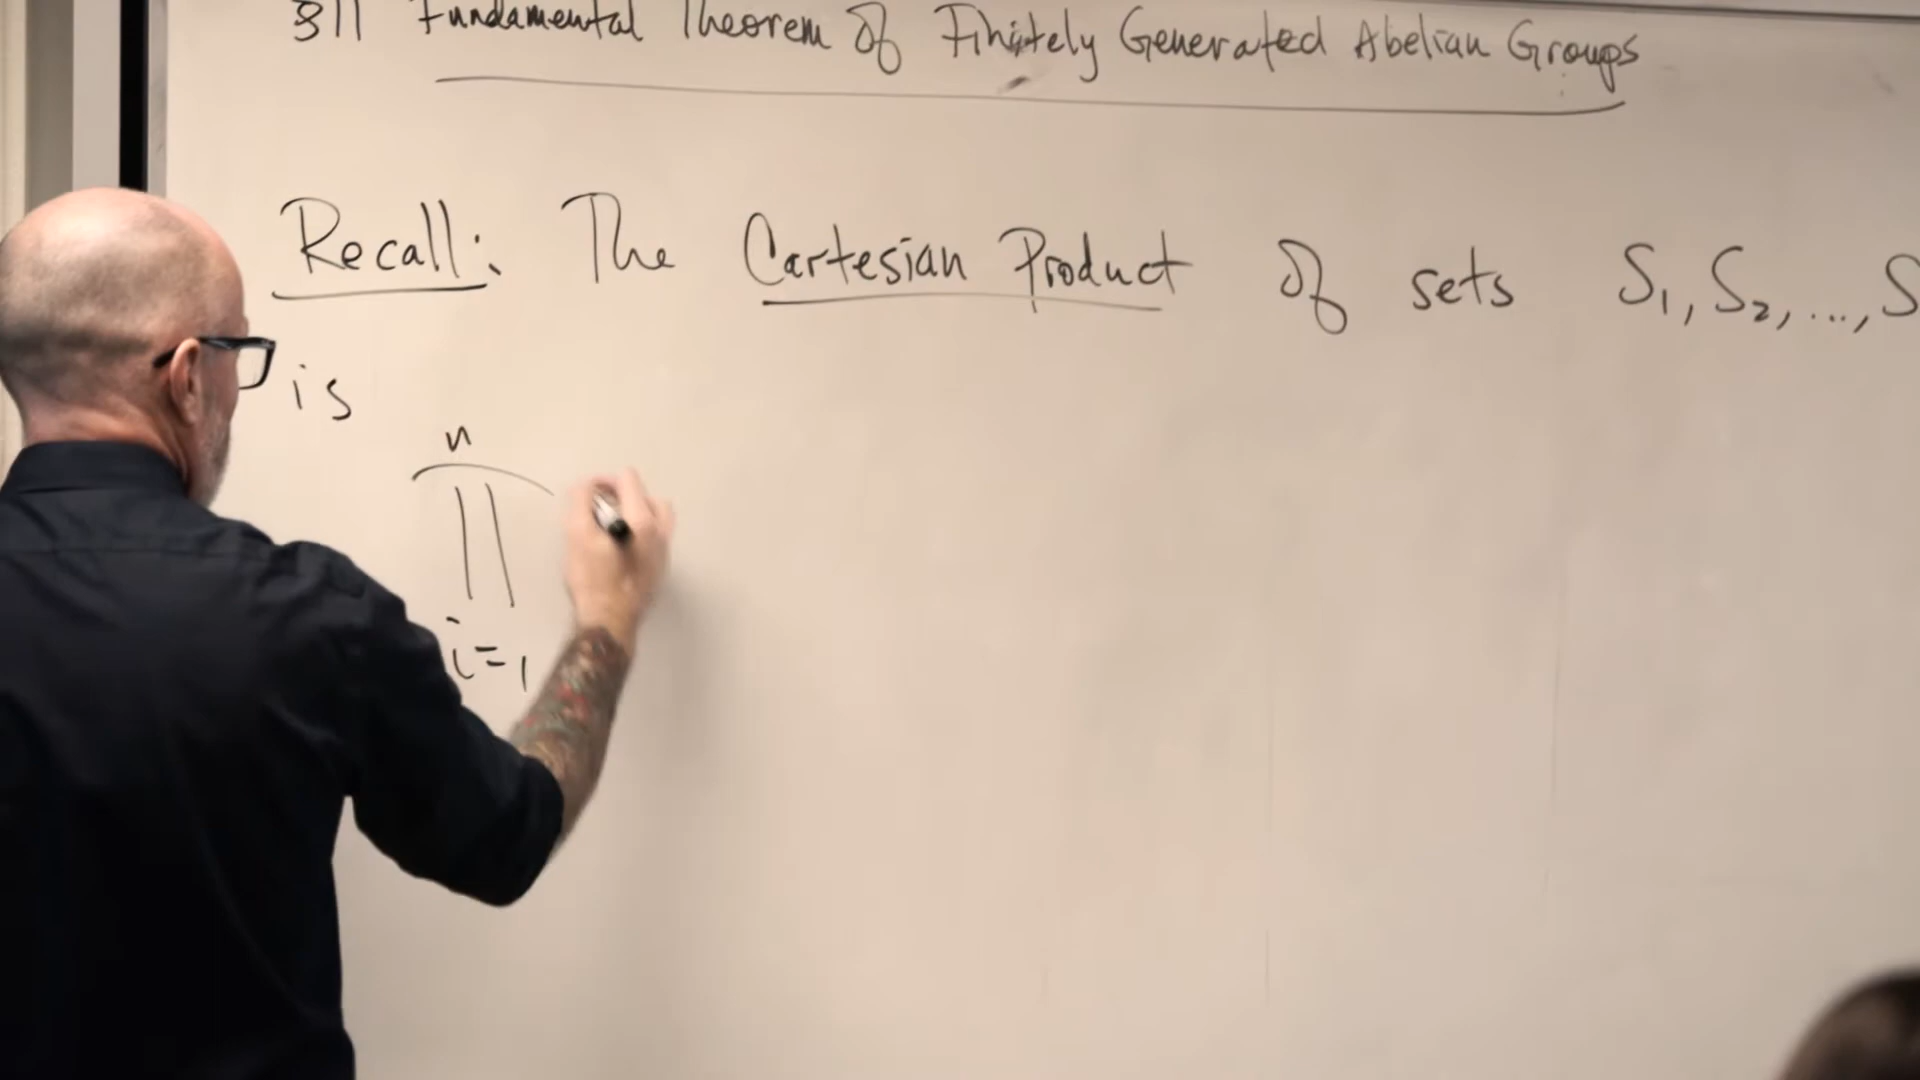 §11 Fundamental Theorem Of Finitely Generated Abelian Groups
Recall: The Cartesian Product Of sets S₁, S₂, ..., S
is
n
∏
i=1